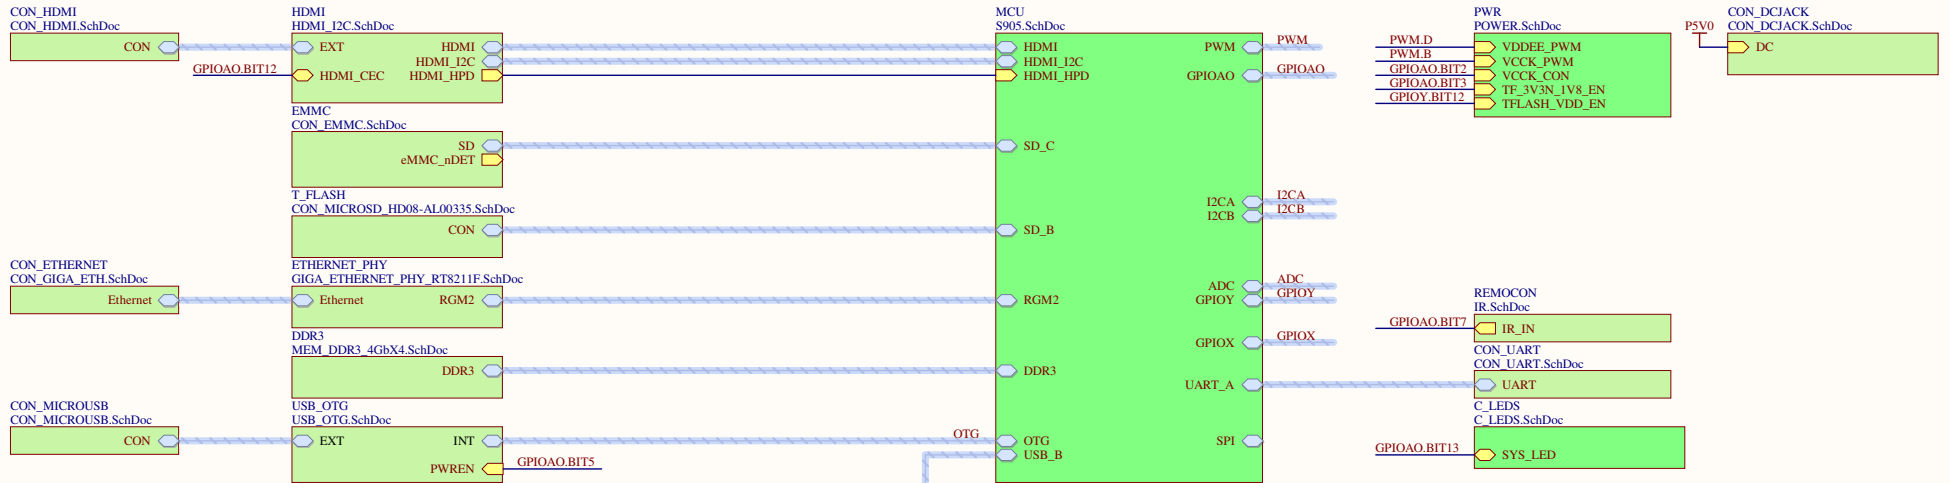 CON_HDMI
CON_HDMI.SchDoc
CON
HDMI
HDMI_I2C.SchDoc
EXT
HDMI
HDMI_I2C
GPIOAO.BIT12
HDMI_CEC
HDMI_HPD
EMMC
CON_EMMC.SchDoc
SD
eMMC_nDET
T_FLASH
CON_MICROSD_HD08-AL00335.SchDoc
CON
CON_ETHERNET
CON_GIGA_ETH.SchDoc
Ethernet
ETHERNET_PHY
GIGA_ETHERNET_PHY_RT8211F.SchDoc
Ethernet
RGM2
DDR3
MEM_DDR3_4GbX4.SchDoc
DDR3
CON_MICROUSB
CON_MICROUSB.SchDoc
CON
USB_OTG
USB_OTG.SchDoc
EXT
INT
PWREN
GPIOAO.BIT5
OTG
MCU
S905.SchDoc
HDMI
HDMI_I2C
HDMI_HPD
SD_C
SD_B
RGM2
DDR3
OTG
USB_B
PWM
GPIOAO
I2CA
I2CB
ADC
GPIOY
GPIOX
UART_A
SPI
PWM
GPIOAO
I2CA
I2CB
ADC
GPIOY
GPIOX
PWR
POWER.SchDoc
PWM.D
VDDEE_PWM
PWM.B
VCCK_PWM
GPIOAO.BIT2
VCCK_CON
GPIOAO.BIT3
TF_3V3N_1V8_EN
GPIOY.BIT12
TFLASH_VDD_EN
P5V0
CON_DCJACK
CON_DCJACK.SchDoc
DC
REMOCON
IR.SchDoc
GPIOAO.BIT7
IR_IN
CON_UART
CON_UART.SchDoc
UART
C_LEDS
C_LEDS.SchDoc
GPIOAO.BIT13
SYS_LED